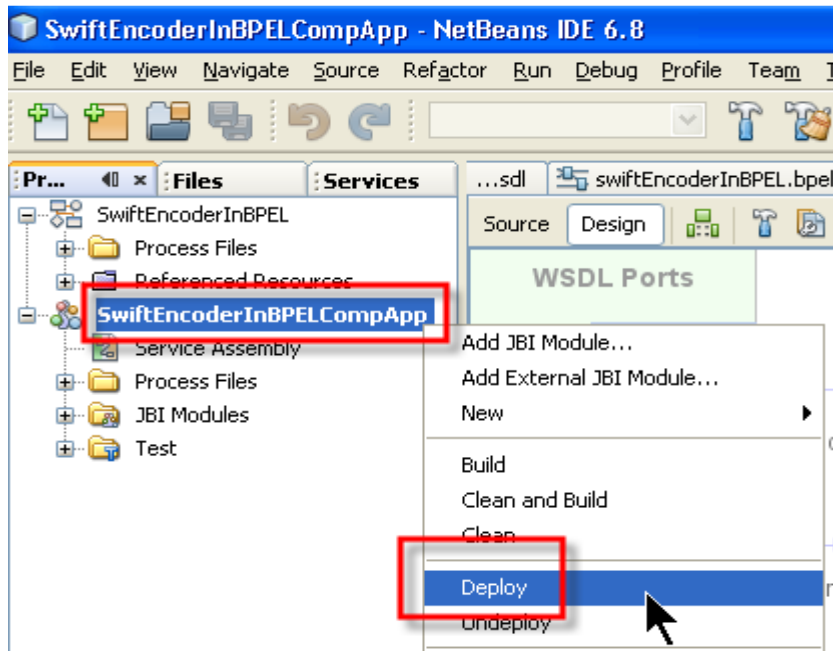 SwiftEncoderInBPELCompApp - NetBeans IDE 6.8
File Edit View Navigate Source Refactor Run Debug Profile Team
Pr... Files Services
...sdl swiftEncoderInBPEL.bpel
SwiftEncoderInBPEL
Source Design
Process Files
WSDL Ports
Referenced Resources
SwiftEncoderInBPELCompApp
Service Assembly
Process Files
JBI Modules
Test
Add JBI Module...
Add External JBI Module...
New
Build
Clean and Build
Clean
Deploy
Undeploy